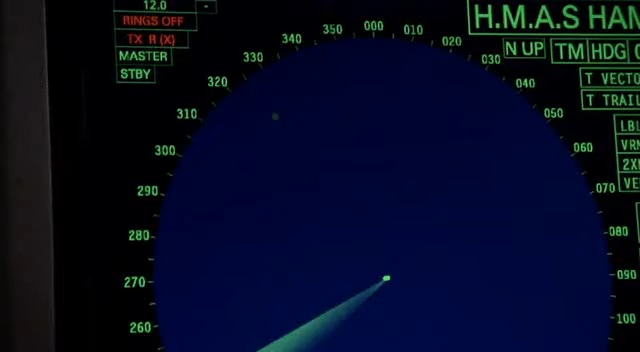 12.0 -
RINGS OFF
TX R (X)
MASTER
STBY
H.M.A.S HAM
N UP TM HDG
T VECTO
T TRAIL
LBL
VRM
2X
VE
000
010
020
030
040
050
060
070
080
090
100
260
270
280
290
300
310
320
330
340
350